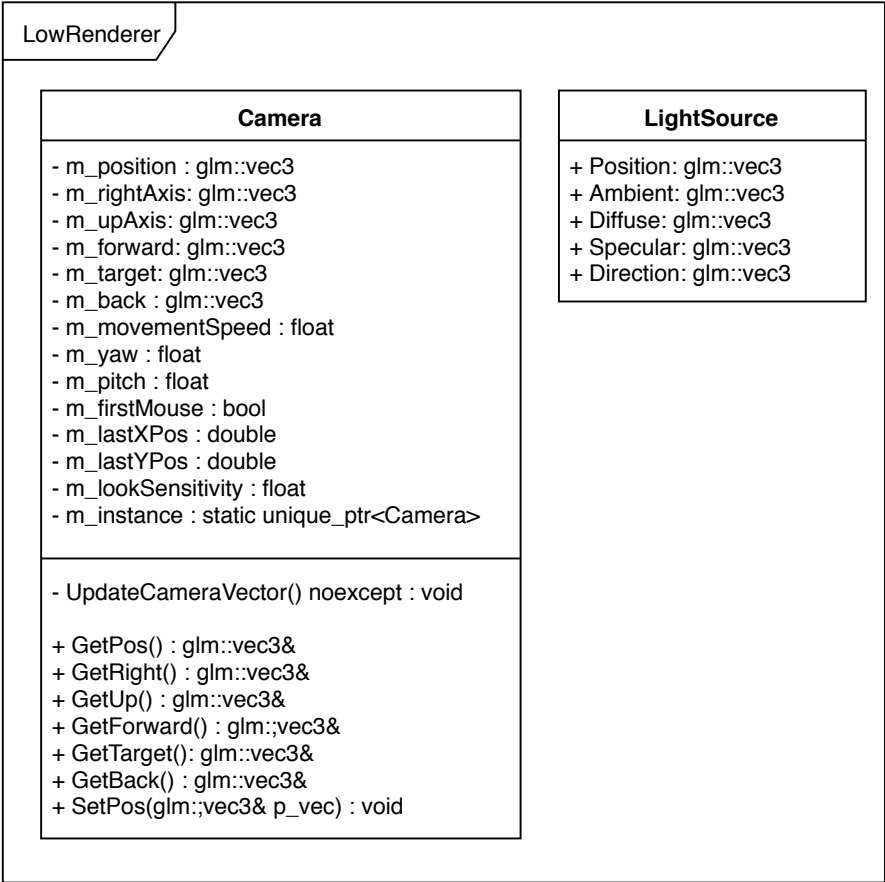 LowRenderer
Camera
- m_position : glm::vec3
- m_rightAxis: glm::vec3
- m_upAxis: glm::vec3
- m_forward: glm::vec3
- m_target: glm::vec3
- m_back : glm::vec3
- m_movementSpeed : float
- m_yaw : float
- m_pitch : float
- m_firstMouse : bool
- m_lastXPos : double
- m_lastYPos : double
- m_lookSensitivity : float
- m_instance : static unique_ptr<Camera>
- UpdateCameraVector() noexcept : void
+ GetPos() : glm::vec3&
+ GetRight() : glm::vec3&
+ GetUp() : glm::vec3&
+ GetForward() : glm:;vec3&
+ GetTarget(): glm::vec3&
+ GetBack() : glm::vec3&
+ SetPos(glm:;vec3& p_vec) : void
LightSource
+ Position: glm::vec3
+ Ambient: glm::vec3
+ Diffuse: glm::vec3
+ Specular: glm::vec3
+ Direction: glm::vec3